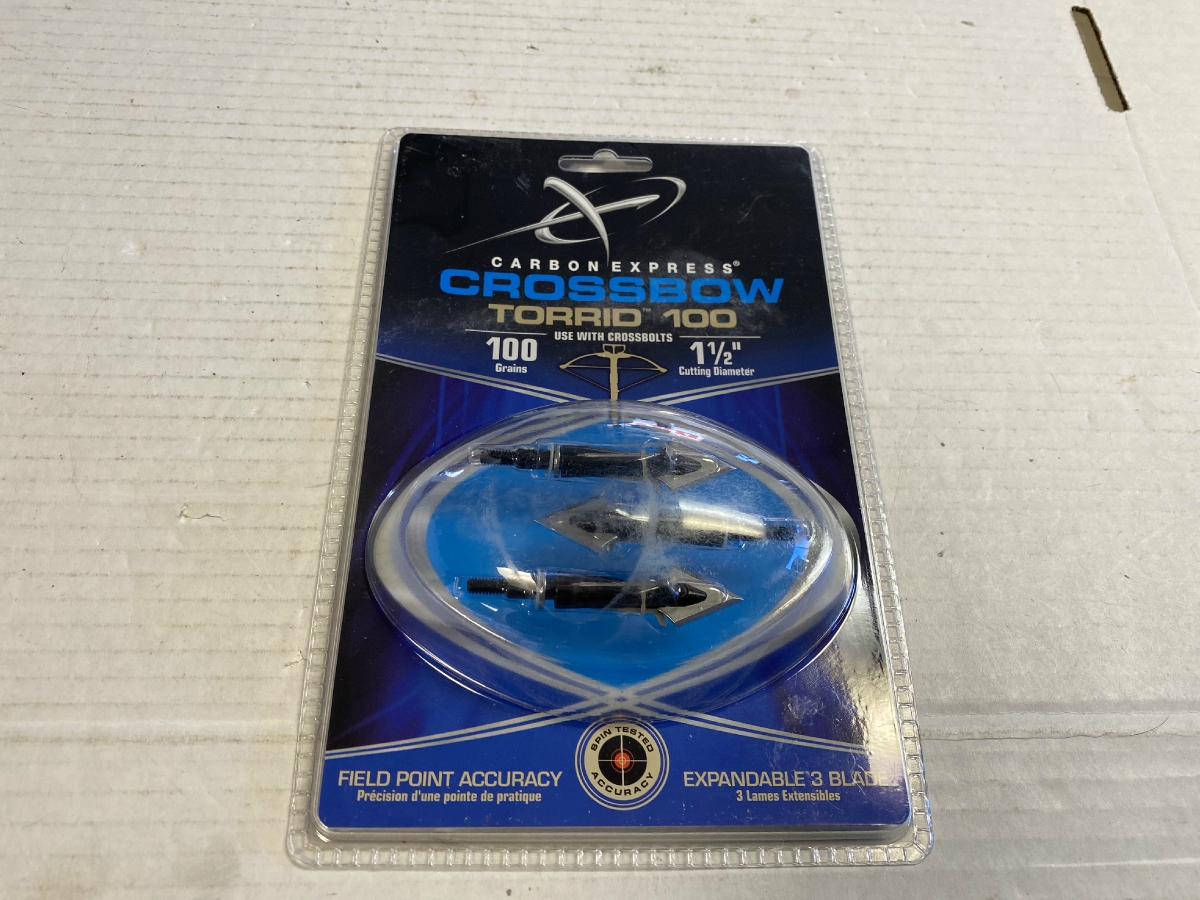 CARBON EXPRESS®
CROSSBOW
TORRID™ 100
USE WITH CROSSBOLTS
100
Grains
1½"
Cutting Diameter
SPIN TESTED
ACCURACY
FIELD POINT ACCURACY
Précision d'une pointe de pratique
EXPANDABLE 3 BLADE
3 Lames Extensibles